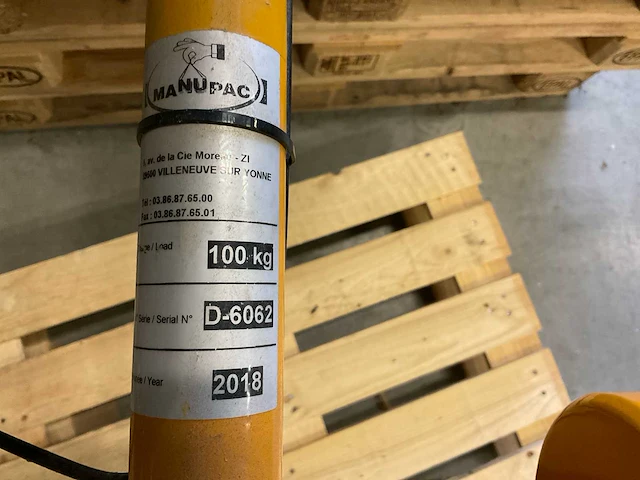 MANUPAC
av. de la Cie Moreau - ZI
VILLENEUVE SUR YONNE
Tél : 03.86.87.65.00
Fax : 03.86.87.65.01
/ Load
100 kg
Série / Serial N°
D-6062
/ Year
2018